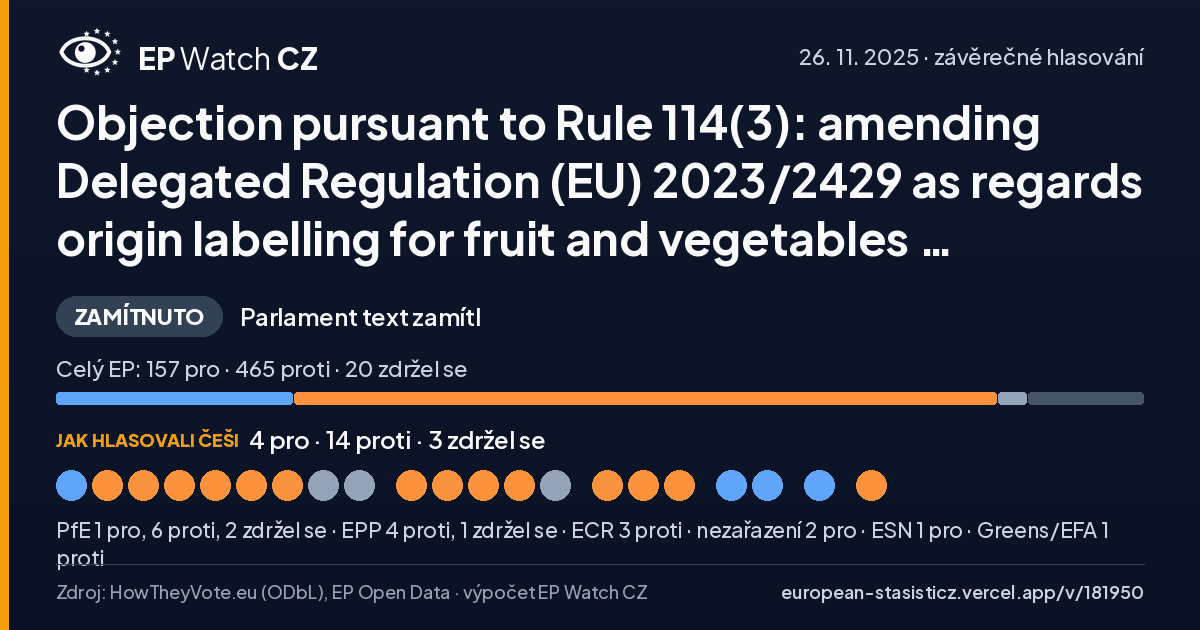 EP Watch CZ
26. 11. 2025 · závěrečné hlasování
Objection pursuant to Rule 114(3): amending
Delegated Regulation (EU) 2023/2429 as regards
origin labelling for fruit and vegetables …
ZAMÍTNUTO Parlament text zamítl
Celý EP: 157 pro · 465 proti · 20 zdržel se
JAK HLASOVALI ČEŠI 4 pro · 14 proti · 3 zdržel se
PfE 1 pro, 6 proti, 2 zdržel se · EPP 4 proti, 1 zdržel se · ECR 3 proti · nezařazení 2 pro · ESN 1 pro · Greens/EFA 1
proti
Zdroj: HowTheyVote.eu (ODbL), EP Open Data · výpočet EP Watch CZ
european-stasisticz.vercel.app/v/181950